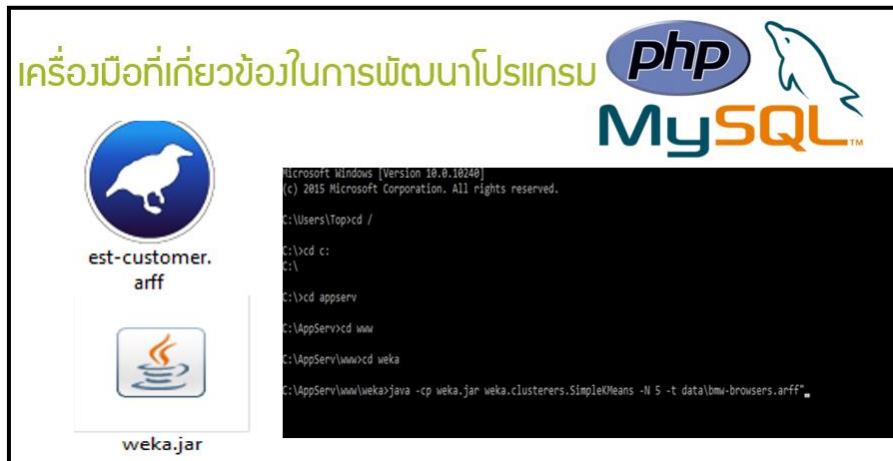 เครื่องมือที่เกี่ยวข้องในการพัฒนาโปรแกรม
php
MySQL
TM
est-customer.
arff
weka.jar
Microsoft Windows [Version 10.0.10240]
(c) 2015 Microsoft Corporation. All rights reserved.
C:\Users\Top>cd /
C:\>cd c:
C:\
C:\>cd appserv
C:\AppServ>cd www
C:\AppServ\www>cd weka
C:\AppServ\www\weka>java -cp weka.jar weka.clusterers.SimpleKMeans -N 5 -t data\bmw-browsers.arff"